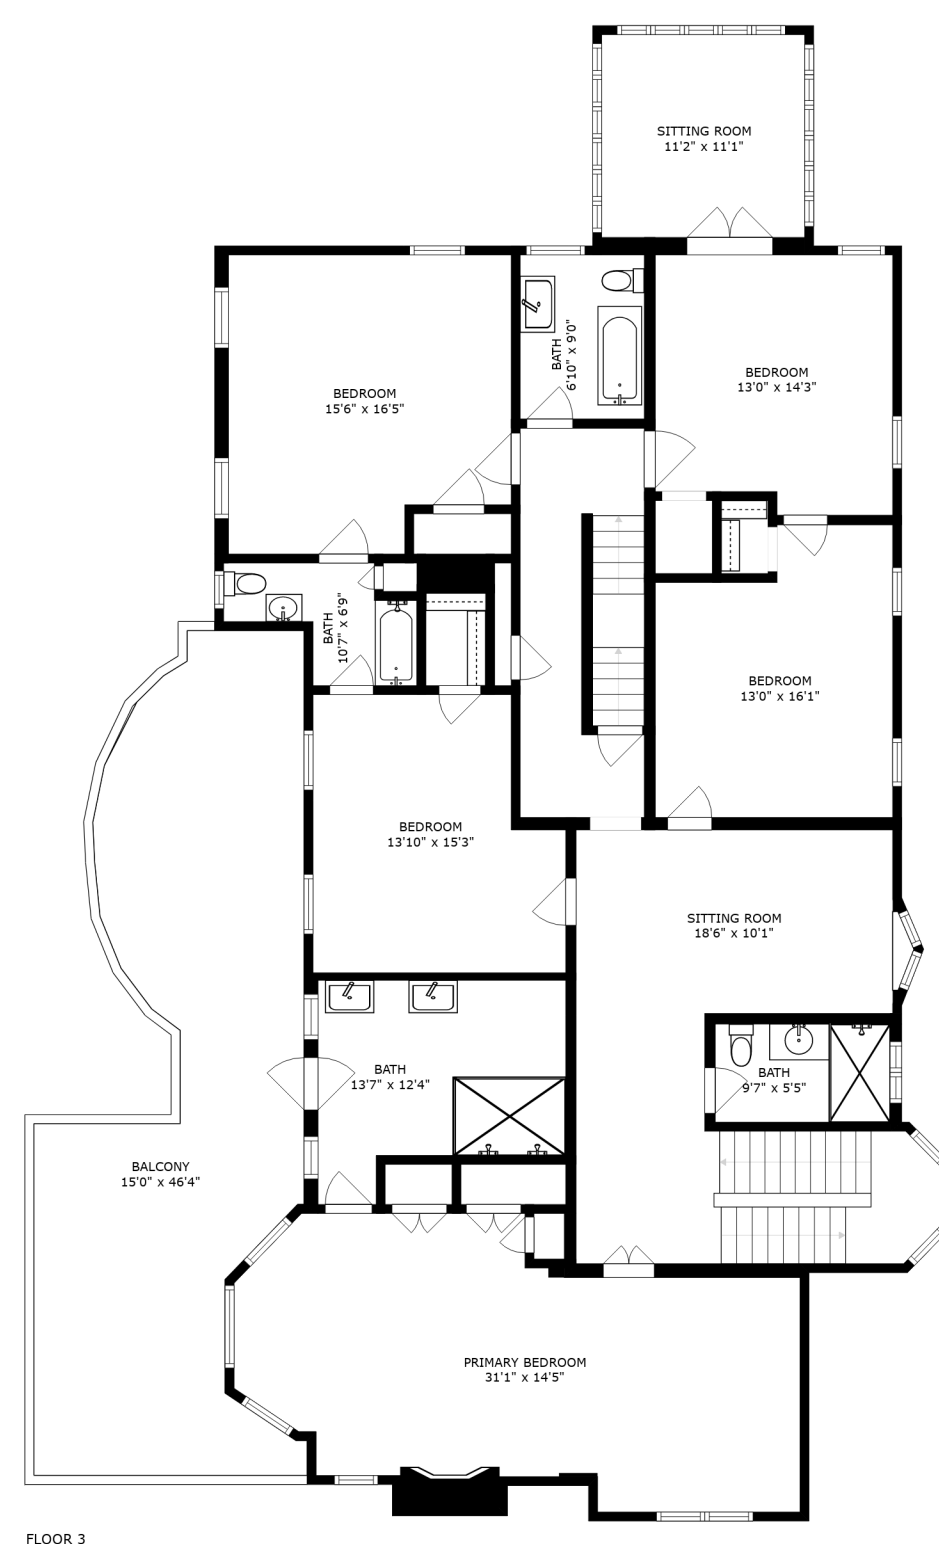 SITTING ROOM
11'2" x 11'1"
BATH
6'10" x 9'0"
BEDROOM
13'0" x 14'3"
BEDROOM
15'6" x 16'5"
BATH
10'7" x 6'9"
BEDROOM
13'0" x 16'1"
BEDROOM
13'10" x 15'3"
SITTING ROOM
18'6" x 10'1"
BATH
13'7" x 12'4"
BATH
9'7" x 5'5"
BALCONY
15'0" x 46'4"
PRIMARY BEDROOM
31'1" x 14'5"
FLOOR 3